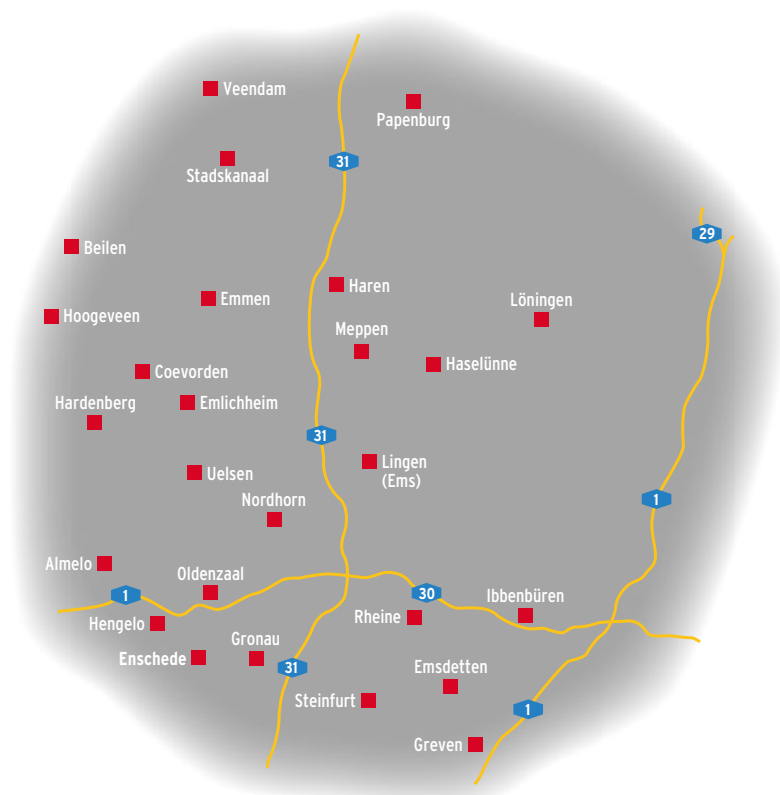 Veendam
Papenburg
31
Stadskanaal
29
Beilen
Haren
Emmen
Löningen
Hoogeveen
Meppen
Haselünne
Coevorden
Hardenberg
Emlichheim
31
Lingen
(Ems)
Uelsen
Nordhorn
1
Almelo
Oldenzaal
1
30
Ibbenbüren
Hengelo
Rheine
Gronau
Enschede
31
Emsdetten
Steinfurt
1
Greven